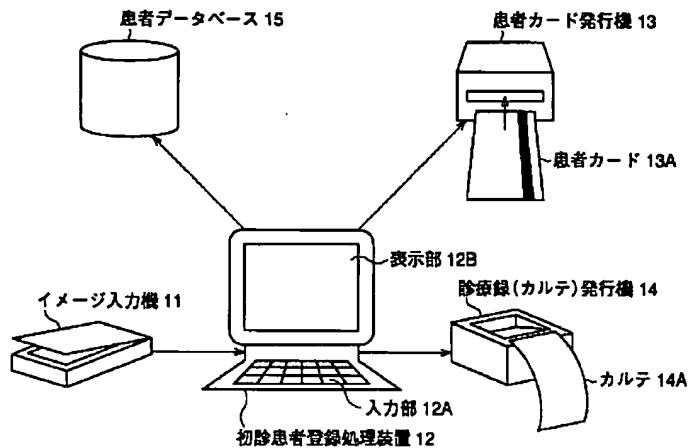 患者データベース 15
患者カード発行機 13
患者カード 13A
表示部 12B
イメージ入力機 11
診療録(カルテ)発行機 14
カルテ 14A
入力部 12A
初診患者登録処理装置 12